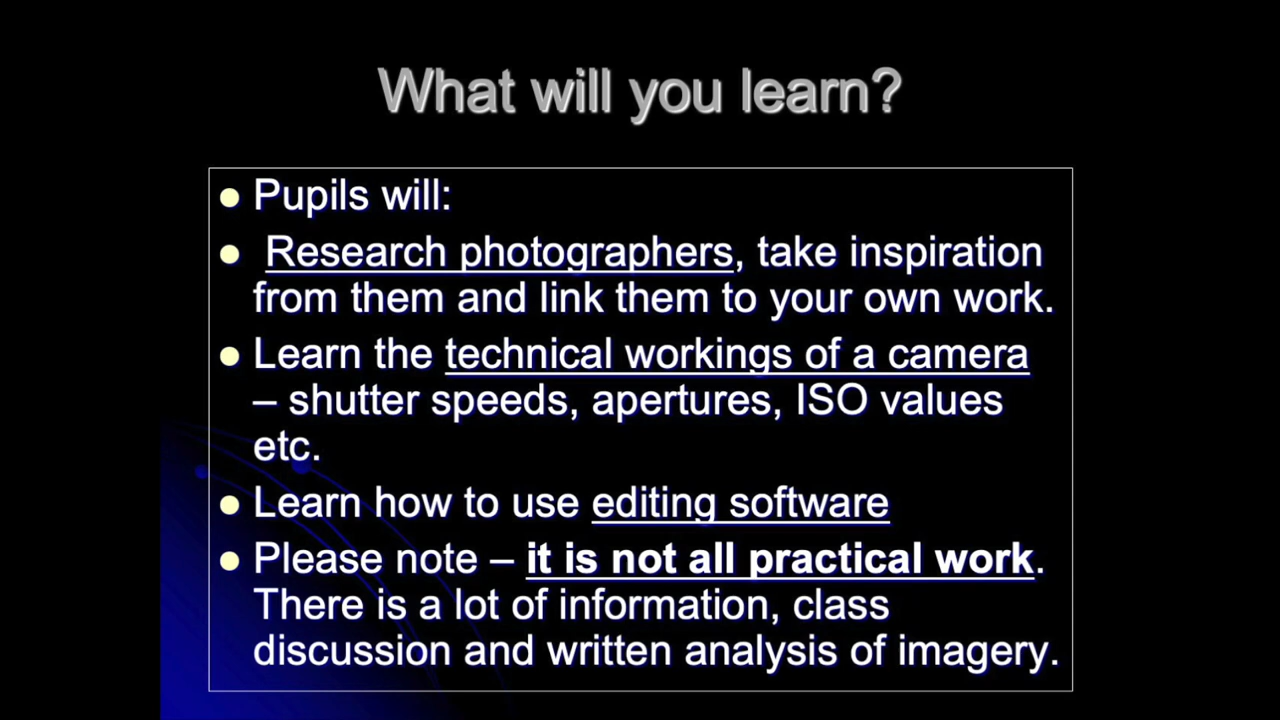 What will you learn?
● Pupils will:
● Research photographers, take inspiration
from them and link them to your own work.
● Learn the technical workings of a camera
– shutter speeds, apertures, ISO values
etc.
● Learn how to use editing software
● Please note – it is not all practical work.
There is a lot of information, class
discussion and written analysis of imagery.